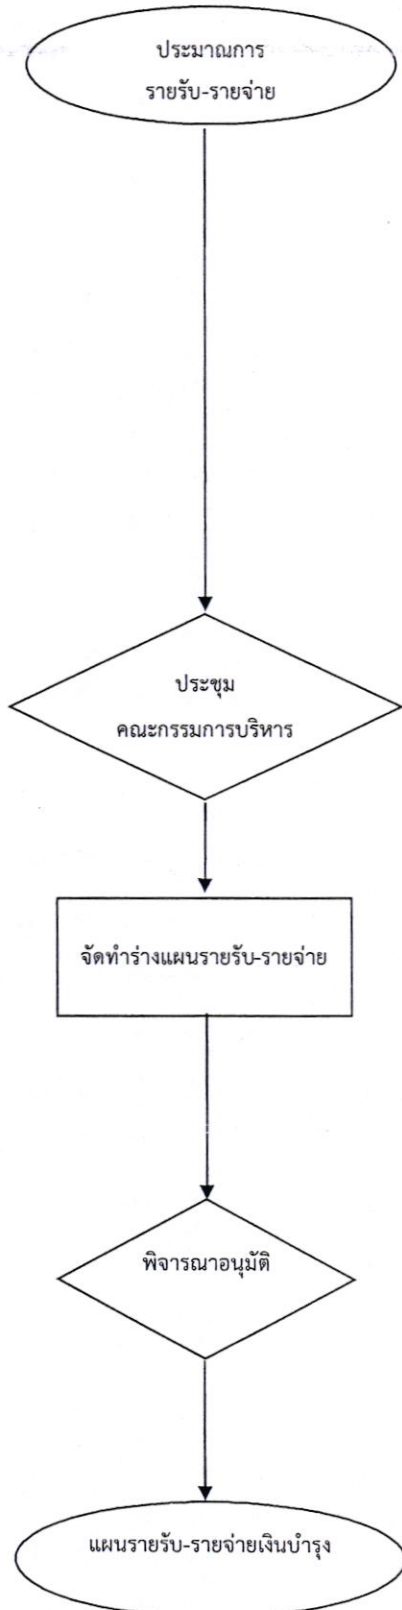 ประมาณการ
รายรับ-รายจ่าย
ประชุม
คณะกรรมการบริหาร
จัดทำร่างแผนรายรับ-รายจ่าย
พิจารณาอนุมัติ
แผนรายรับ-รายจ่ายเงินบำรุง